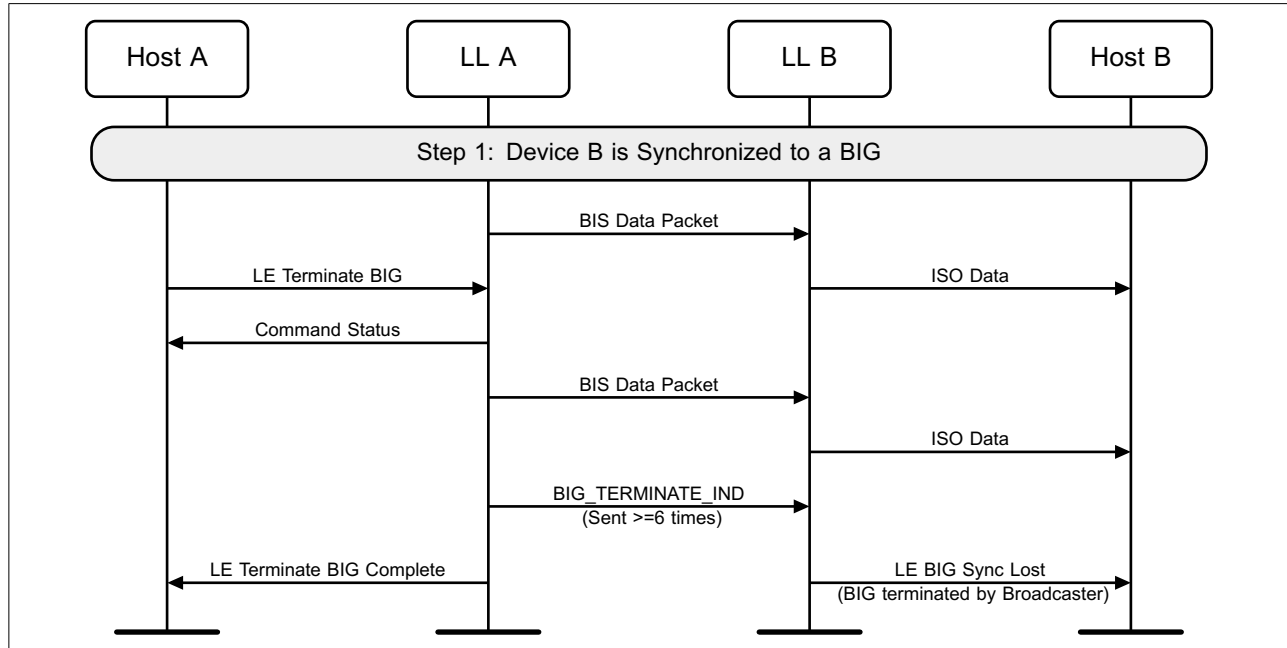 Host A
LL A
LL B
Host B
Step 1: Device B is Synchronized to a BIG
BIS Data Packet
LE Terminate BIG
ISO Data
Command Status
BIS Data Packet
ISO Data
BIG_TERMINATE_IND
(Sent >=6 times)
LE Terminate BIG Complete
LE BIG Sync Lost
(BIG terminated by Broadcaster)